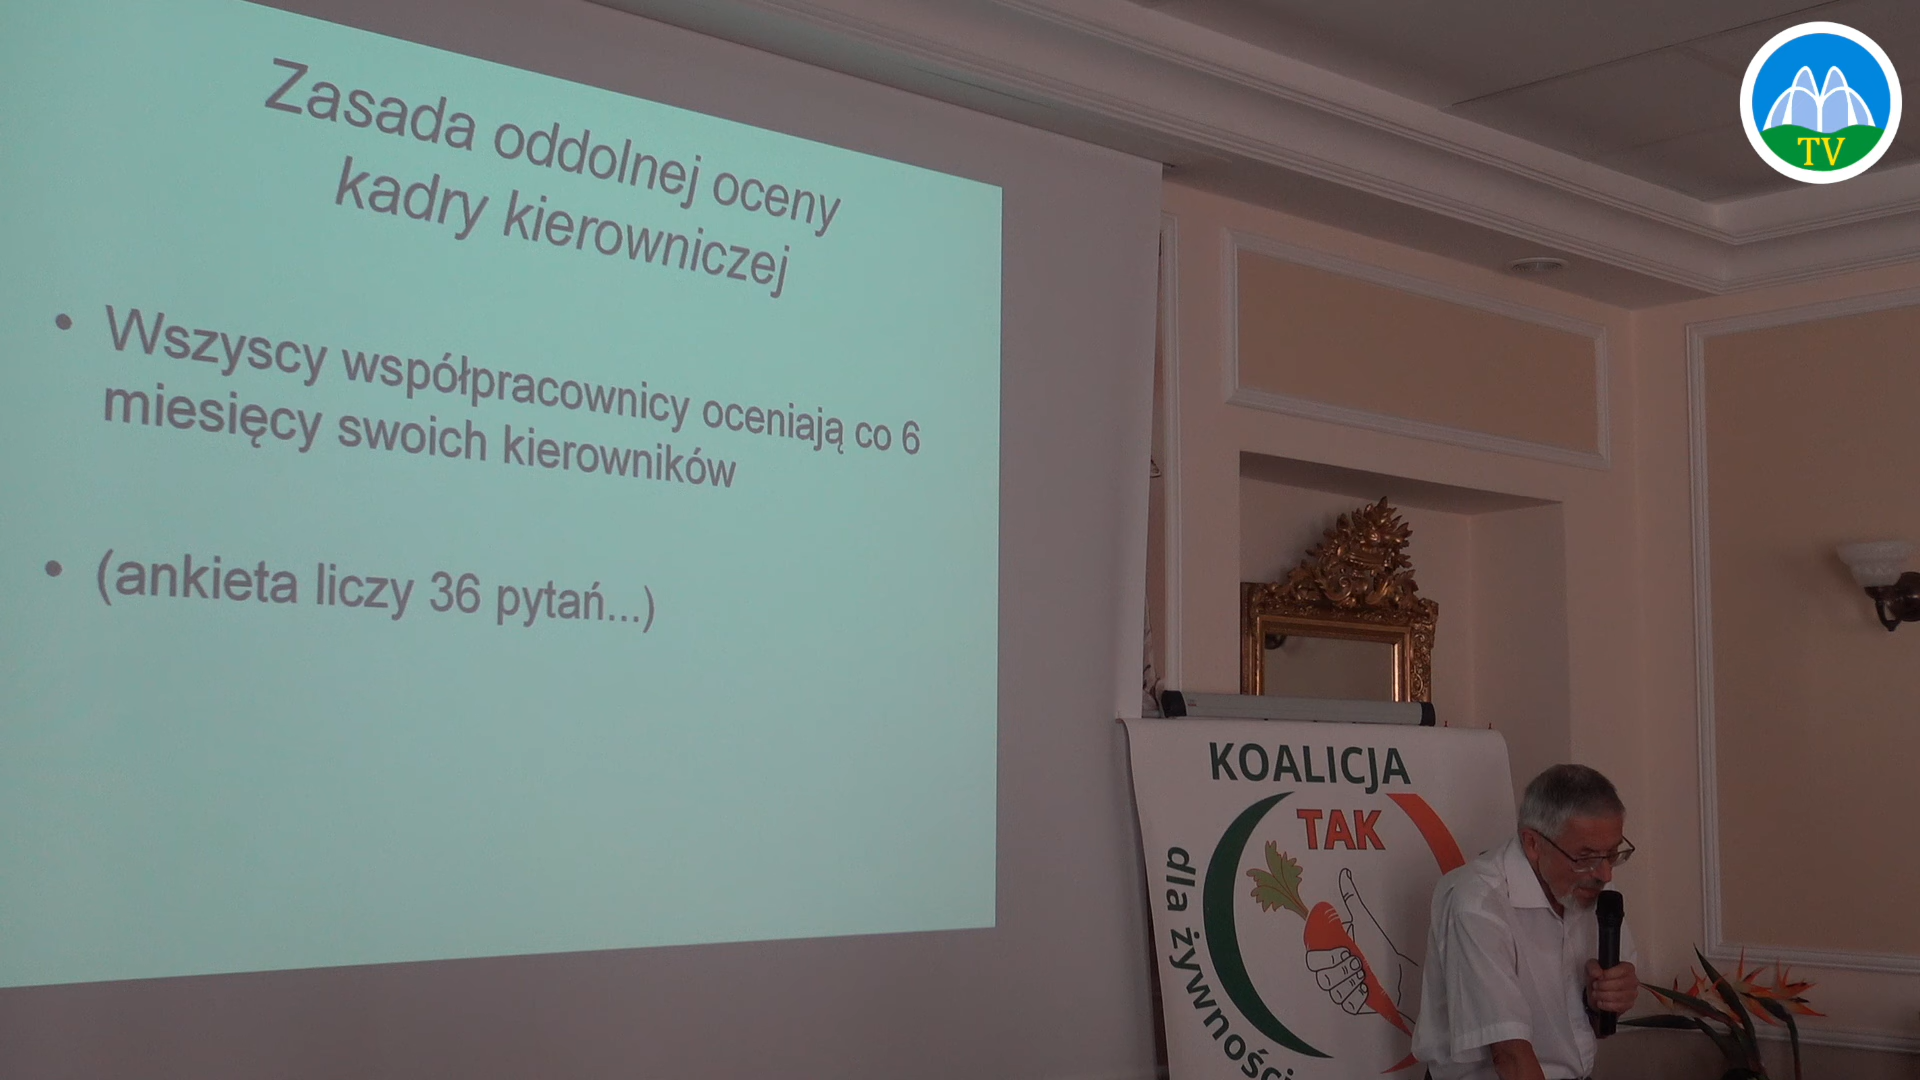 Zasada oddolnej oceny
kadry kierowniczej
• Wszyscy współpracownicy oceniają co 6
miesięcy swoich kierowników
• (ankieta liczy 36 pytań...)
TV
KOALICJA
TAK
dla żywności